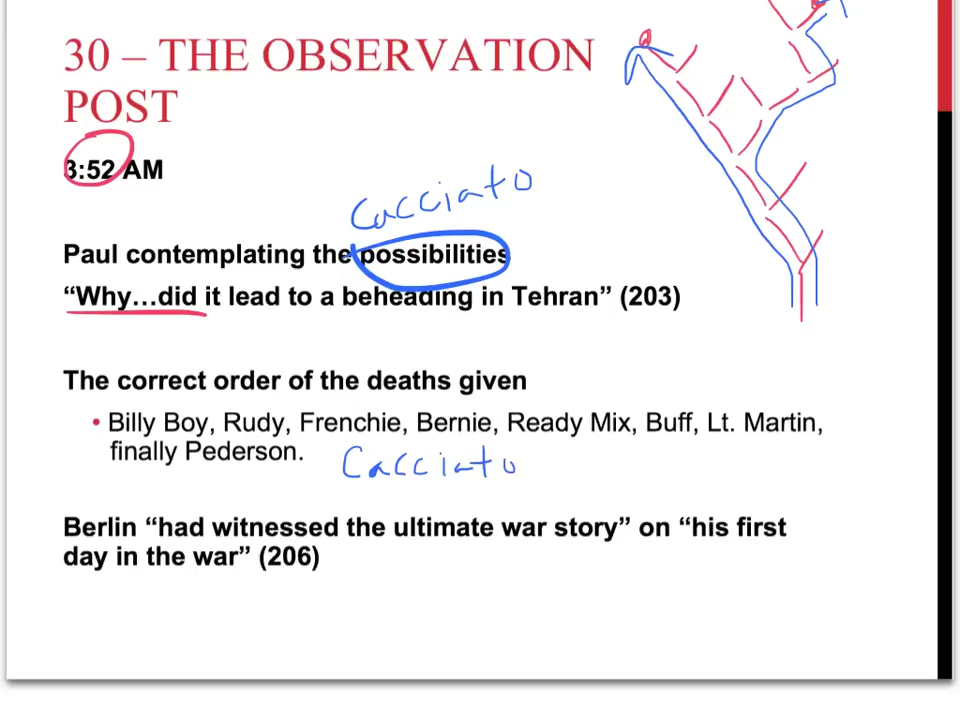 30 – THE OBSERVATION
POST
3:52 AM
Cacciato
Paul contemplating the possibilities
“Why…did it lead to a beheading in Tehran” (203)
The correct order of the deaths given
• Billy Boy, Rudy, Frenchie, Bernie, Ready Mix, Buff, Lt. Martin,
finally Pederson.
Cacciato
Berlin “had witnessed the ultimate war story” on “his first
day in the war” (206)